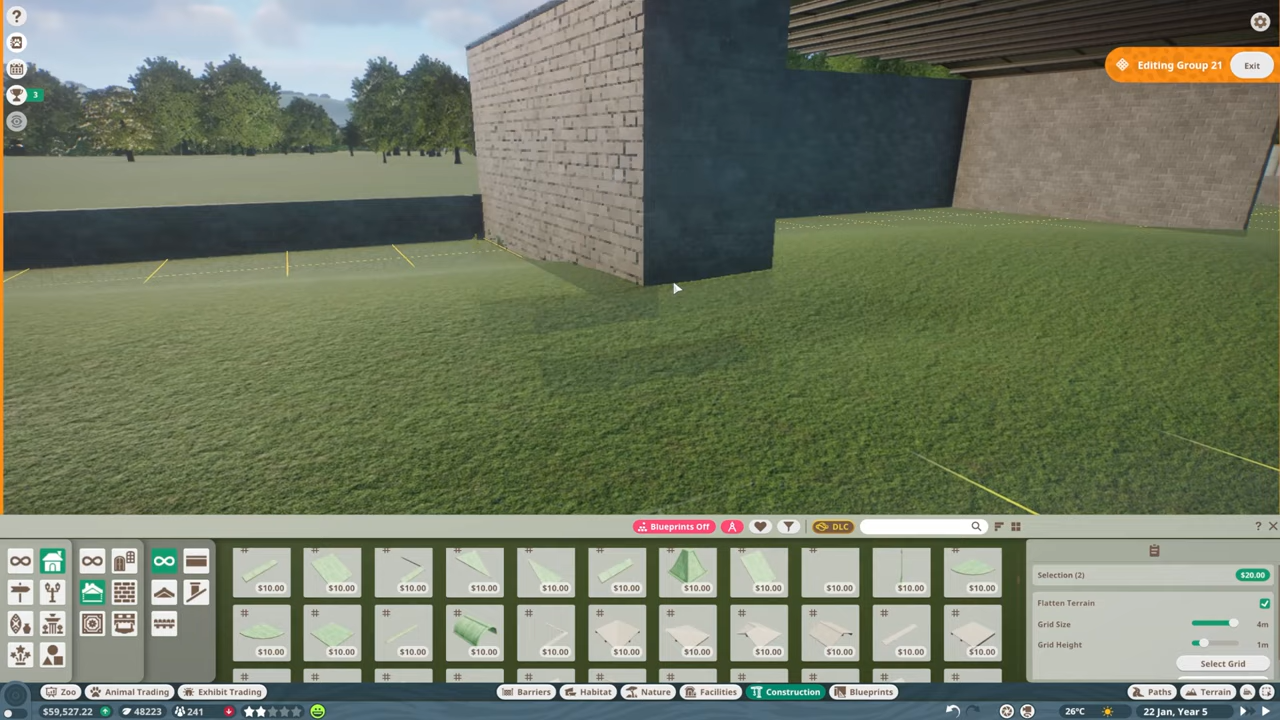 ?
3
Editing Group 21
Exit
Blueprints Off
DLC
? X
$10.00 $10.00 $10.00 $10.00 $10.00 $10.00 $10.00 $10.00 $10.00 $10.00 $10.00
$10.00 $10.00 $10.00 $10.00 $10.00 $10.00 $10.00 $10.00 $10.00 $10.00 $10.00
Selection (2) $20.00
Flatten Terrain
Grid Size 4m
Grid Height 1m
Select Grid
Zoo Animal Trading Exhibit Trading Barriers Habitat Nature Facilities Construction Blueprints Paths Terrain
$59,527.22 48223 241 26°C 22 Jan, Year 5